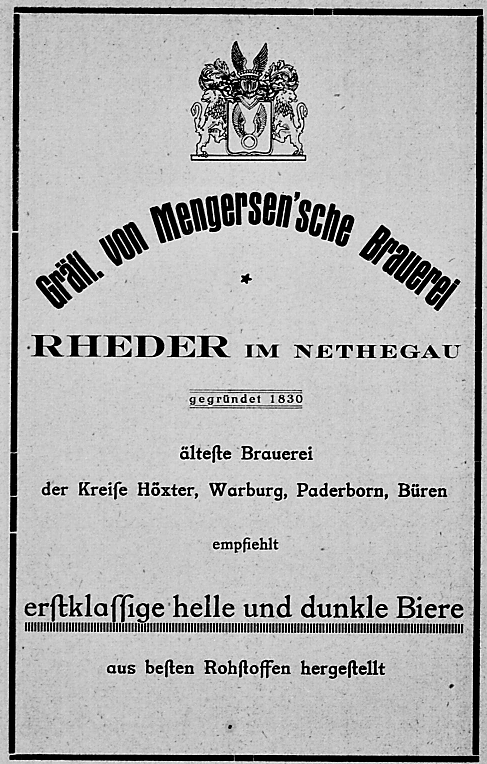 Gräfl. von Mengersen'sche Brauerei
RHEDER IM NETHEGAU
gegründet 1830
älteſte Brauerei
der Kreiſe Höxter, Warburg, Paderborn, Büren
empfiehlt
erſtklaſſige helle und dunkle Biere
aus beſten Rohſtoffen hergeſtellt